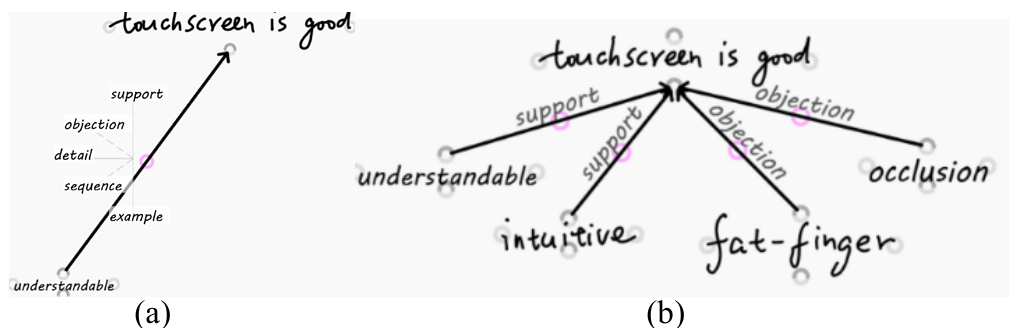 touchscreen is good
support
objection
detail
sequence
example
understandable
(a)
touchscreen is good
support
support
objection
objection
understandable
intuitive
fat-finger
occlusion
(b)